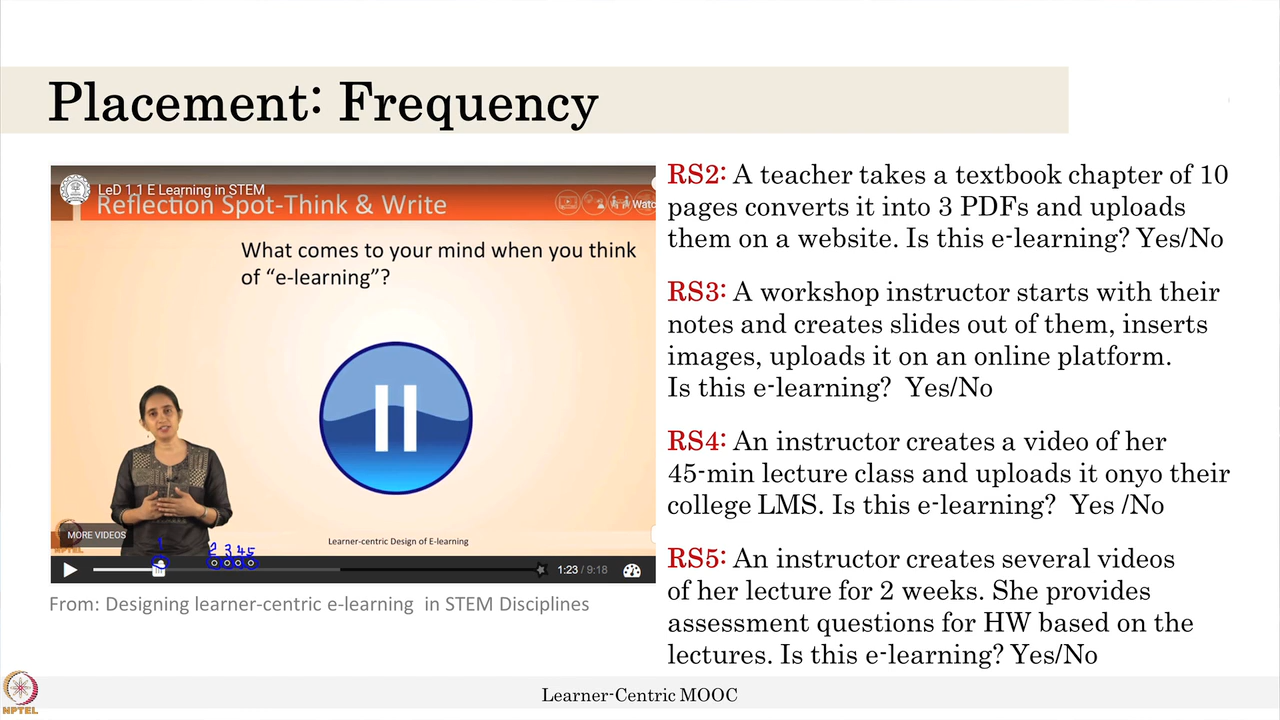 Placement: Frequency
LeD 1.1 E Learning in STEM
Reflection Spot-Think & Write
Watc
What comes to your mind when you think
of “e-learning”?
MORE VIDEOS
NPTEL
Learner-centric Design of E-learning
1 2 3 4 5
1:23 / 9:18
From: Designing learner-centric e-learning in STEM Disciplines
RS2: A teacher takes a textbook chapter of 10
pages converts it into 3 PDFs and uploads
them on a website. Is this e-learning? Yes/No
RS3: A workshop instructor starts with their
notes and creates slides out of them, inserts
images, uploads it on an online platform.
Is this e-learning? Yes/No
RS4: An instructor creates a video of her
45-min lecture class and uploads it onyo their
college LMS. Is this e-learning? Yes /No
RS5: An instructor creates several videos
of her lecture for 2 weeks. She provides
assessment questions for HW based on the
lectures. Is this e-learning? Yes/No
NPTEL
Learner-Centric MOOC